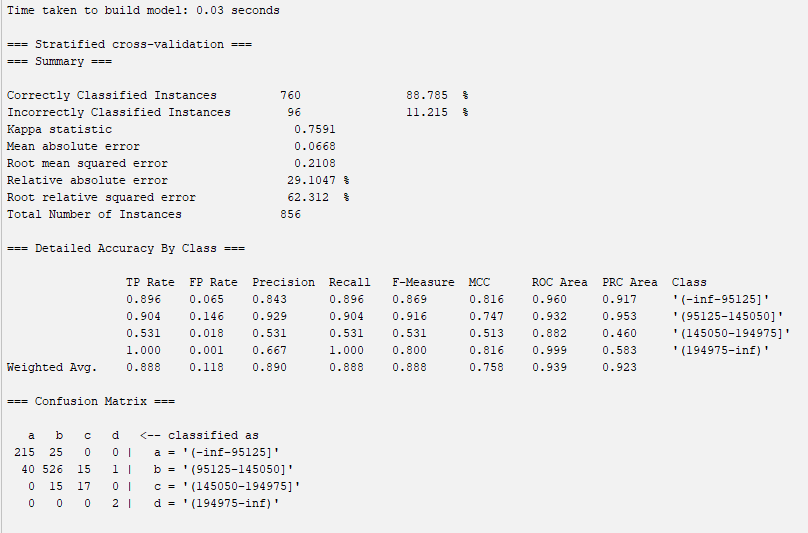 Time taken to build model: 0.03 seconds
=== Stratified cross-validation ===
=== Summary ===
Correctly Classified Instances         760               88.785  %
Incorrectly Classified Instances        96               11.215  %
Kappa statistic                          0.7591
Mean absolute error                      0.0668
Root mean squared error                  0.2108
Relative absolute error                 29.1047 %
Root relative squared error             62.312  %
Total Number of Instances              856
=== Detailed Accuracy By Class ===
                 TP Rate  FP Rate  Precision  Recall   F-Measure  MCC      ROC Area  PRC Area  Class
                 0.896    0.065    0.843      0.896    0.869      0.816    0.960     0.917     '(-inf-95125]'
                 0.904    0.146    0.929      0.904    0.916      0.747    0.932     0.953     '(95125-145050]'
                 0.531    0.018    0.531      0.531    0.531      0.513    0.882     0.460     '(145050-194975]'
                 1.000    0.001    0.667      1.000    0.800      0.816    0.999     0.583     '(194975-inf)'
Weighted Avg.    0.888    0.118    0.890      0.888    0.888      0.758    0.939     0.923
=== Confusion Matrix ===
   a   b   c   d   <-- classified as
 215  25   0   0 |   a = '(-inf-95125]'
  40 526  15   1 |   b = '(95125-145050]'
   0  15  17   0 |   c = '(145050-194975]'
   0   0   0   2 |   d = '(194975-inf)'